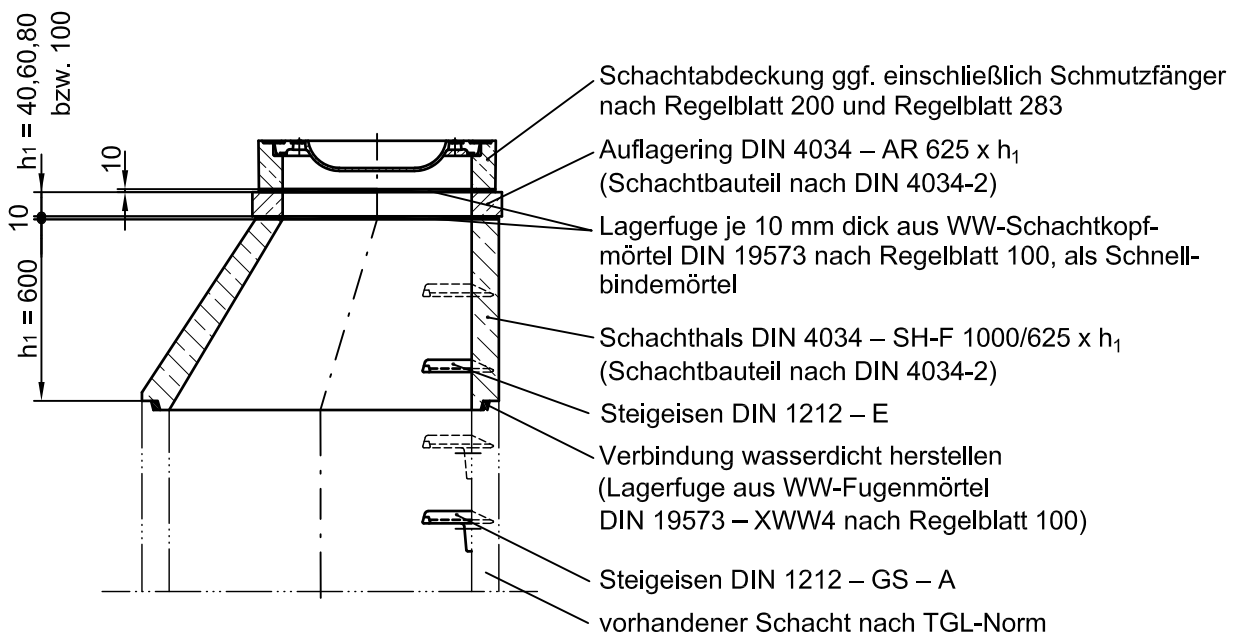 h₁ = 40,60,80
bzw. 100
10
10
h₁ = 600
Schachtabdeckung ggf. einschließlich Schmutzfänger
nach Regelblatt 200 und Regelblatt 283
Auflagering DIN 4034 – AR 625 x h₁
(Schachtbauteil nach DIN 4034-2)
Lagerfuge je 10 mm dick aus WW-Schachtkopf-
mörtel DIN 19573 nach Regelblatt 100, als Schnell-
bindemörtel
Schachthals DIN 4034 – SH-F 1000/625 x h₁
(Schachtbauteil nach DIN 4034-2)
Steigeisen DIN 1212 – E
Verbindung wasserdicht herstellen
(Lagerfuge aus WW-Fugenmörtel
DIN 19573 – XWW4 nach Regelblatt 100)
Steigeisen DIN 1212 – GS – A
vorhandener Schacht nach TGL-Norm